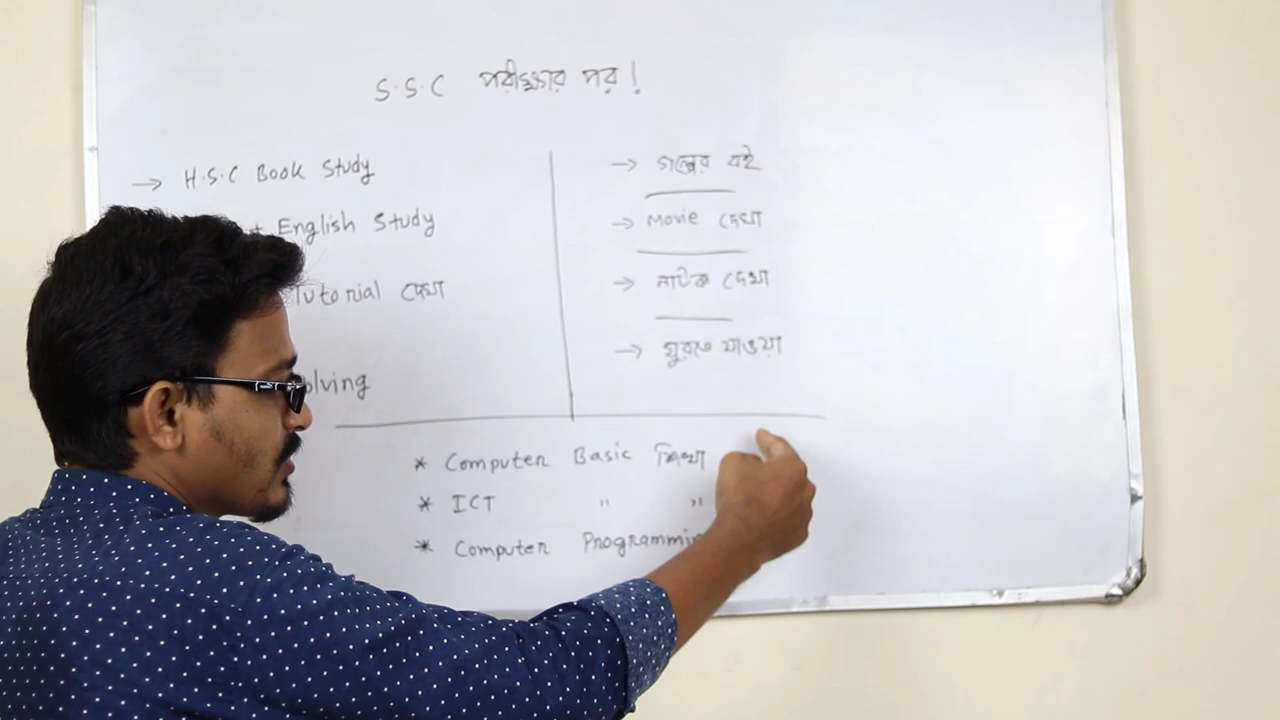 S.S.C পরীক্ষার পর!
→ H.S.C Book Study
English Study
Tutorial দেখা
olving
→ গল্পের বই
→ Movie দেখা
→ নাটক দেখা
→ ঘুরতে যাওয়া
* Computer Basic শিখা
* ICT " "
* Computer Programmin